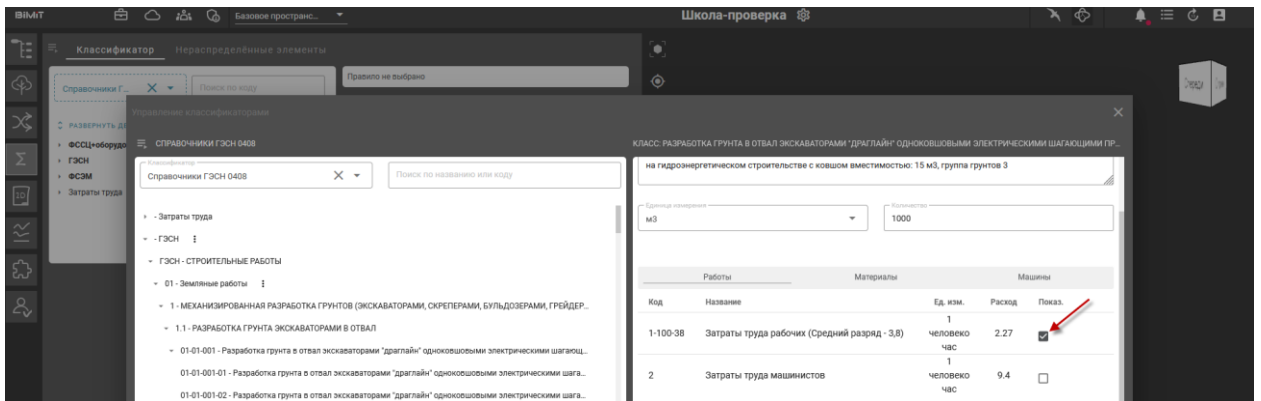 BIMIT
Базовое пространс...
Школа-проверка
Классификатор
Нераспределённые элементы
Справочники Г...
Поиск по коду
Правило не выбрано
РАЗВЕРНУТЬ ДЕ
ФССЦ+оборудо
ГЭСН
ФСЭМ
Затраты труда
Управление классификаторами
СПРАВОЧНИКИ ГЭСН 0408
Классификатор
Справочники ГЭСН 0408
Поиск по названию или коду
- Затраты труда
- ГЭСН
ГЭСН - СТРОИТЕЛЬНЫЕ РАБОТЫ
01 - Земляные работы
1 - МЕХАНИЗИРОВАННАЯ РАЗРАБОТКА ГРУНТОВ (ЭКСКАВАТОРАМИ, СКРЕПЕРАМИ, БУЛЬДОЗЕРАМИ, ГРЕЙДЕР...
1.1 - РАЗРАБОТКА ГРУНТА ЭКСКАВАТОРАМИ В ОТВАЛ
01-01-001 - Разработка грунта в отвал экскаваторами "драглайн" одноковшовыми электрическими шагающ...
01-01-001-01 - Разработка грунта в отвал экскаваторами "драглайн" одноковшовыми электрическими шага...
01-01-001-02 - Разработка грунта в отвал экскаваторами "драглайн" одноковшовыми электрическими шага...
КЛАСС: РАЗРАБОТКА ГРУНТА В ОТВАЛ ЭКСКАВАТОРАМИ "ДРАГЛАЙН" ОДНОКОВШОВЫМИ ЭЛЕКТРИЧЕСКИМИ ШАГАЮЩИМИ ПР...
на гидроэнергетическом строительстве с ковшом вместимостью: 15 м3, группа грунтов 3
Единица измерения
м3
Количество
1000
Работы Материалы Машины
Код Название Ед. изм. Расход Показ.
1-100-38 Затраты труда рабочих (Средний разряд - 3,8) 1 человеко час 2.27
2 Затраты труда машинистов 1 человеко час 9.4